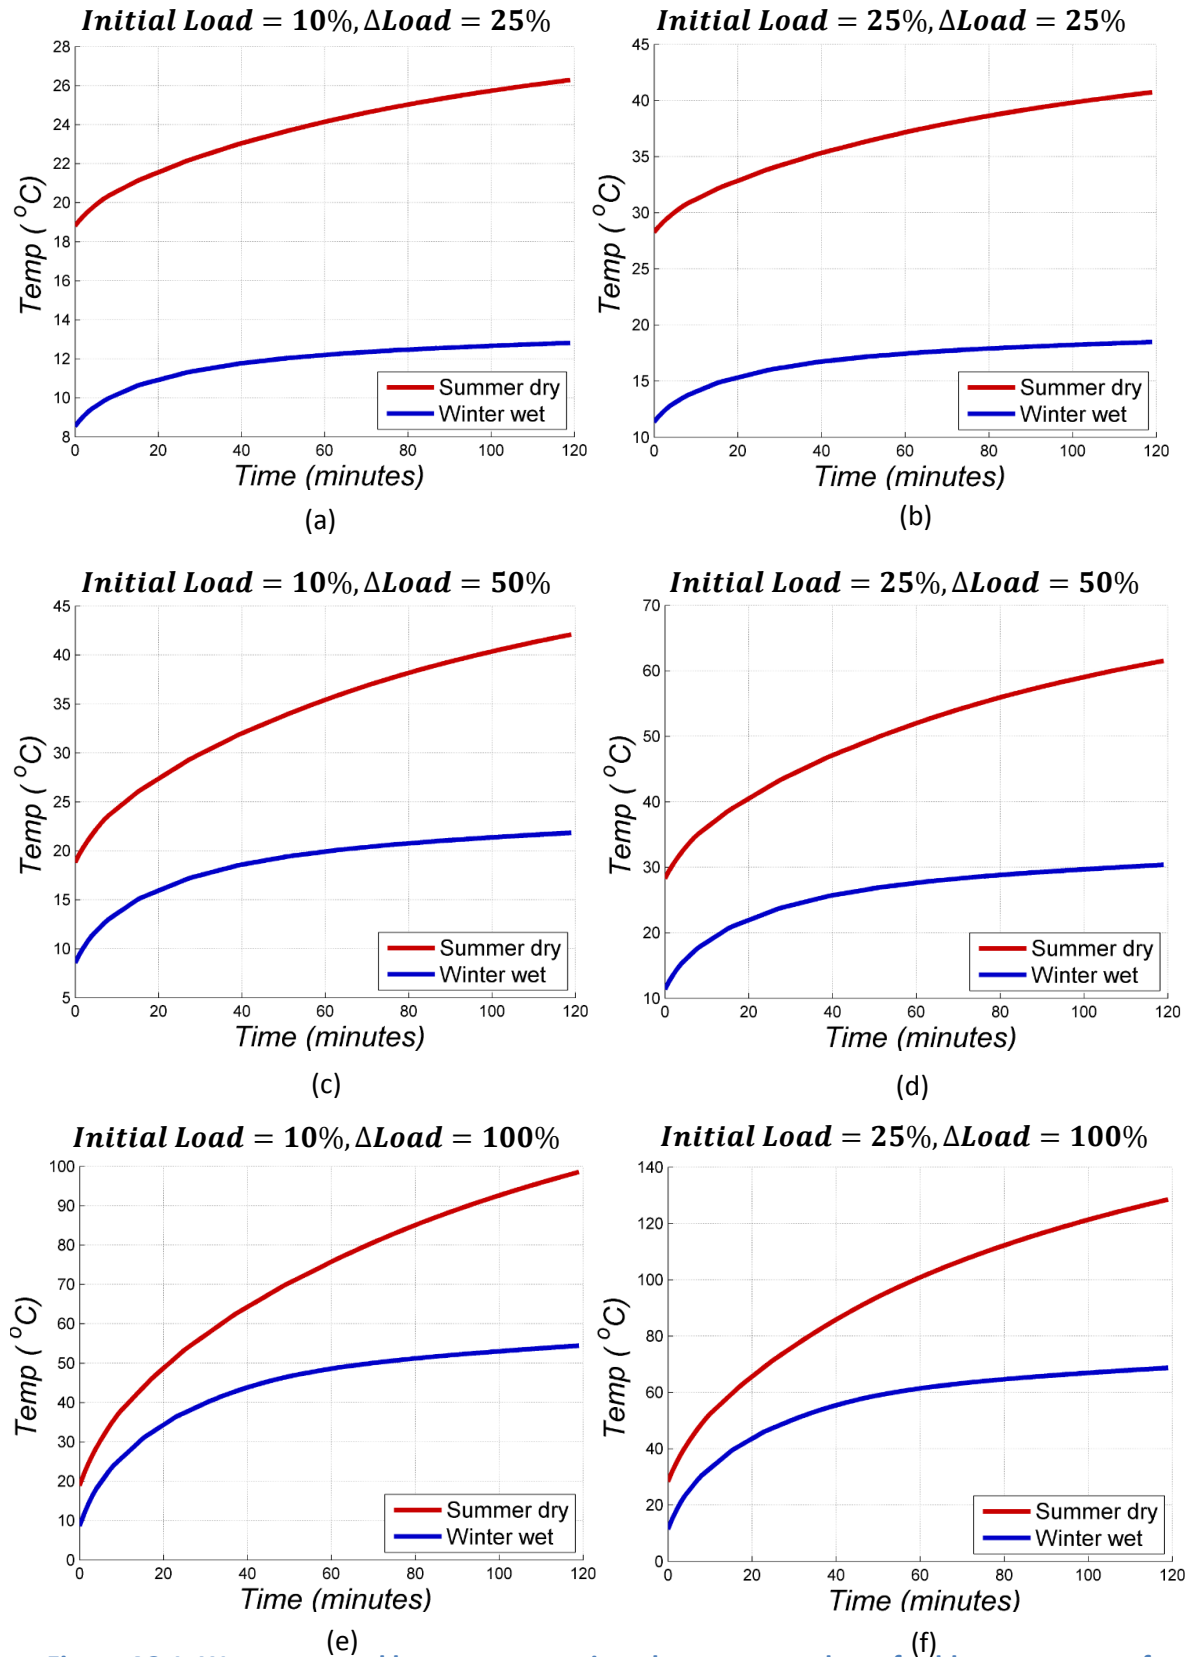 Initial Load = 10%, ΔLoad = 25%
28
26
24
22
20
18
16
14
12
10
8
0 20 40 60 80 100 120
Temp ( °C)
Time (minutes)
Summer dry
Winter wet
(a)
Initial Load = 25%, ΔLoad = 25%
45
40
35
30
25
20
15
10
0 20 40 60 80 100 120
Temp ( °C)
Time (minutes)
Summer dry
Winter wet
(b)
Initial Load = 10%, ΔLoad = 50%
45
40
35
30
25
20
15
10
5
0 20 40 60 80 100 120
Temp ( °C)
Time (minutes)
Summer dry
Winter wet
(c)
Initial Load = 25%, ΔLoad = 50%
70
60
50
40
30
20
10
0 20 40 60 80 100 120
Temp ( °C)
Time (minutes)
Summer dry
Winter wet
(d)
Initial Load = 10%, ΔLoad = 100%
100
90
80
70
60
50
40
30
20
10
0
0 20 40 60 80 100 120
Temp ( °C)
Time (minutes)
Summer dry
Winter wet
(e)
Initial Load = 25%, ΔLoad = 100%
140
120
100
80
60
40
20
0
0 20 40 60 80 100 120
Temp ( °C)
Time (minutes)
Summer dry
Winter wet
(f)